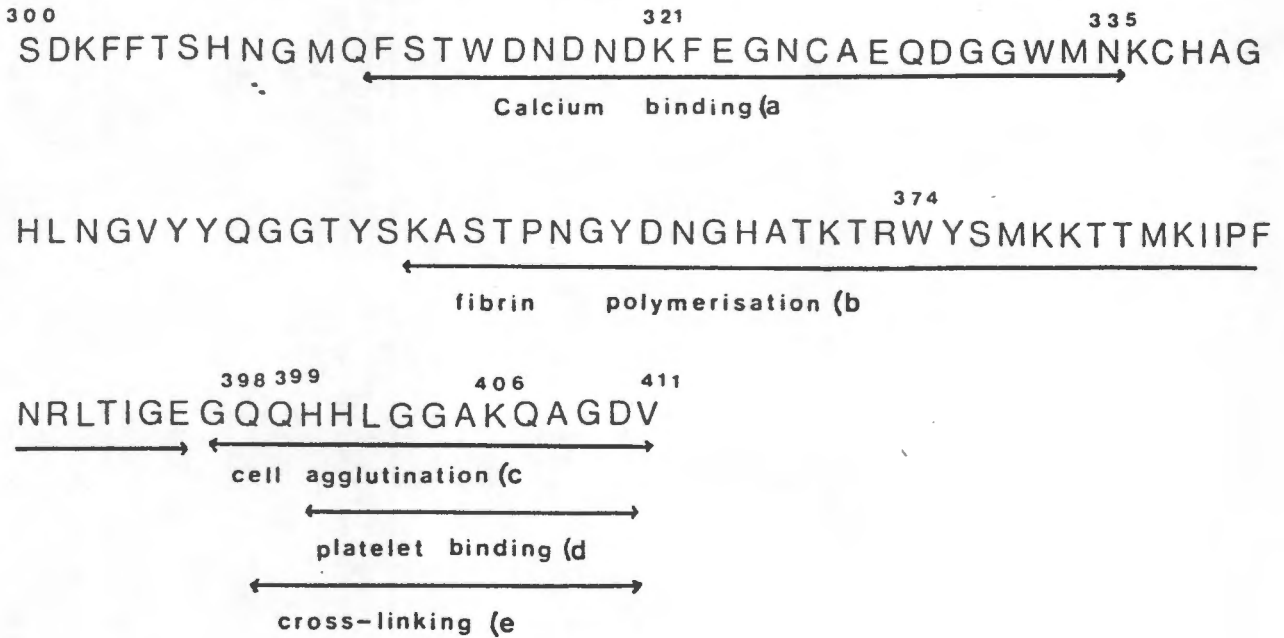 300 321 335
SDKFFTSHNGMQFSTWDNDNDKFEGNCAEQDGGWMNKCHAG
Calcium binding (a
374
HLNGVYYQGGTYSKASTPNGYDNGHATKTRWYSMKKTTMKIIPF
fibrin polymerisation (b
398 399 406 411
NRLTIGEGQQHHLGGAKQAGDV
cell agglutination (c
platelet binding (d
cross-linking (e